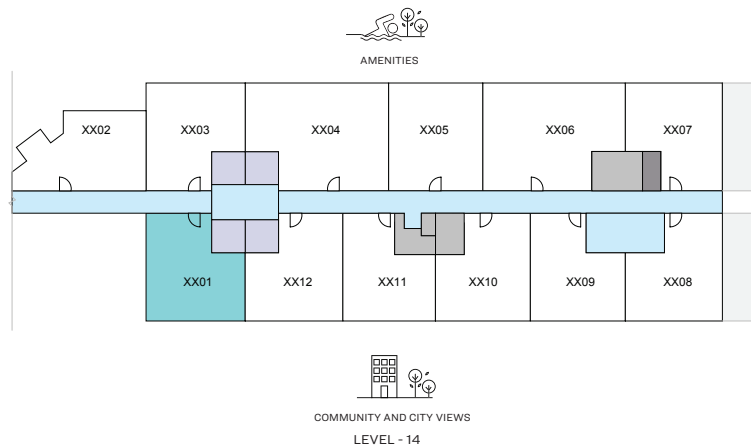 AMENITIES
XX02
XX03
XX04
XX05
XX06
XX07
XX01
XX12
XX11
XX10
XX09
XX08
COMMUNITY AND CITY VIEWS
LEVEL - 14